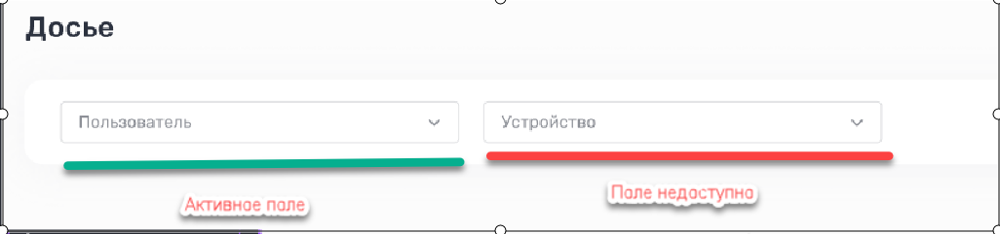 Досье
Пользователь
Устройство
Активное поле
Поле недоступно